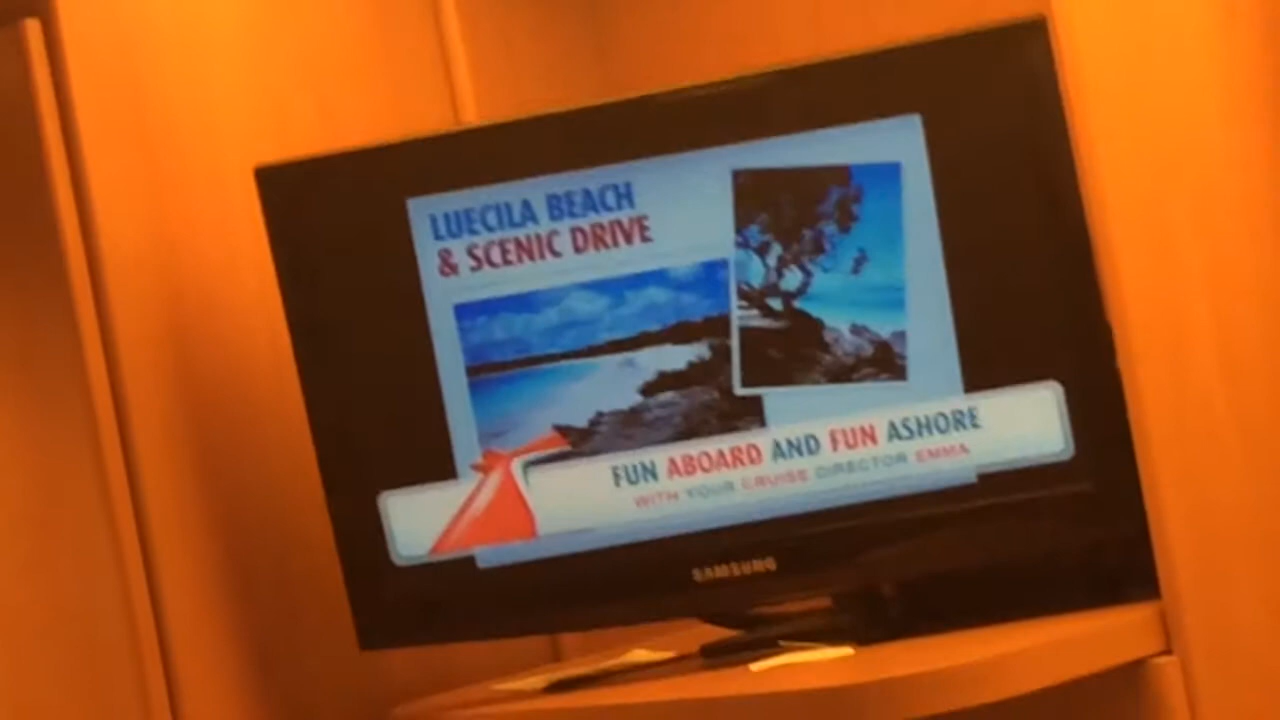 LUECILA BEACH
& SCENIC DRIVE
FUN ABOARD AND FUN ASHORE
WITH YOUR CRUISE DIRECTOR EMMA
SAMSUNG